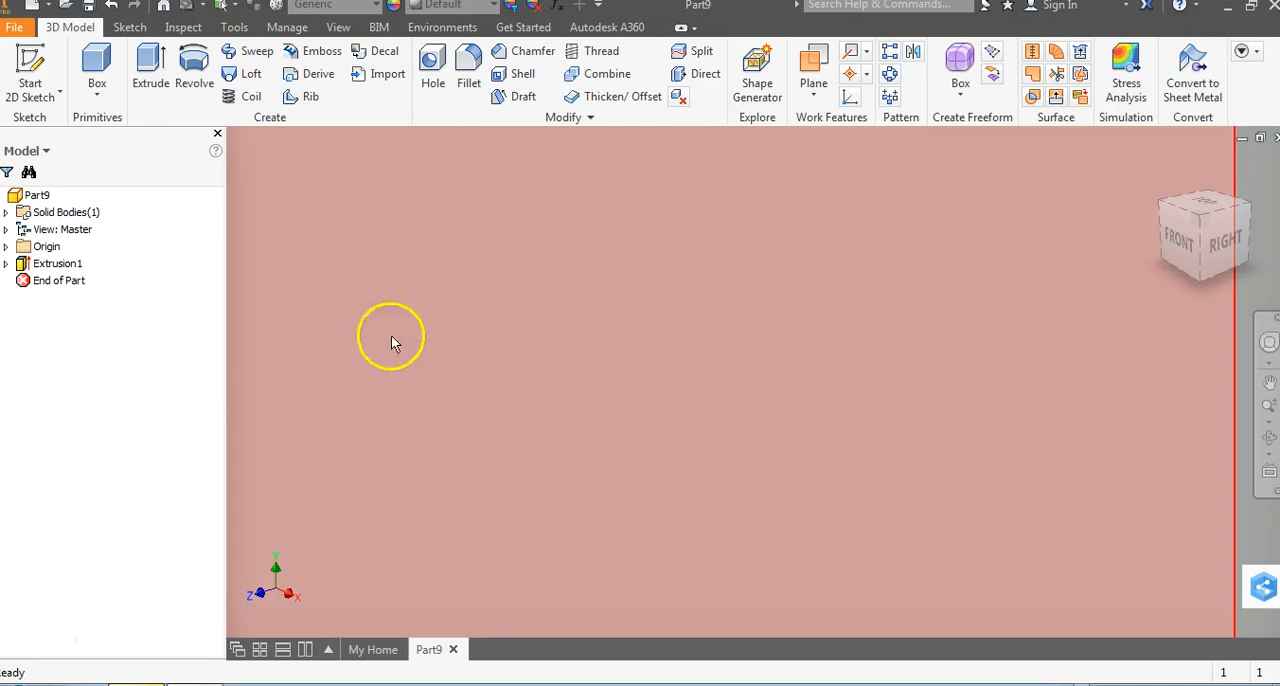 Generic Default Part9 Search Help & Commands... Sign In
File 3D Model Sketch Inspect Tools Manage View BIM Environments Get Started Autodesk A360
Start 2D Sketch
Box
Extrude
Revolve
Sweep Emboss Decal
Loft Derive Import
Coil Rib
Hole
Fillet
Chamfer Thread Split
Shell Combine Direct
Draft Thicken/ Offset
Shape Generator
Plane
Box
Stress Analysis
Convert to Sheet Metal
Sketch Primitives Create Modify Explore Work Features Pattern Create Freeform Surface Simulation Convert
Model
Part9
Solid Bodies(1)
View: Master
Origin
Extrusion1
End of Part
TOP
FRONT RIGHT
Y
Z X
My Home Part9
eady 1 1